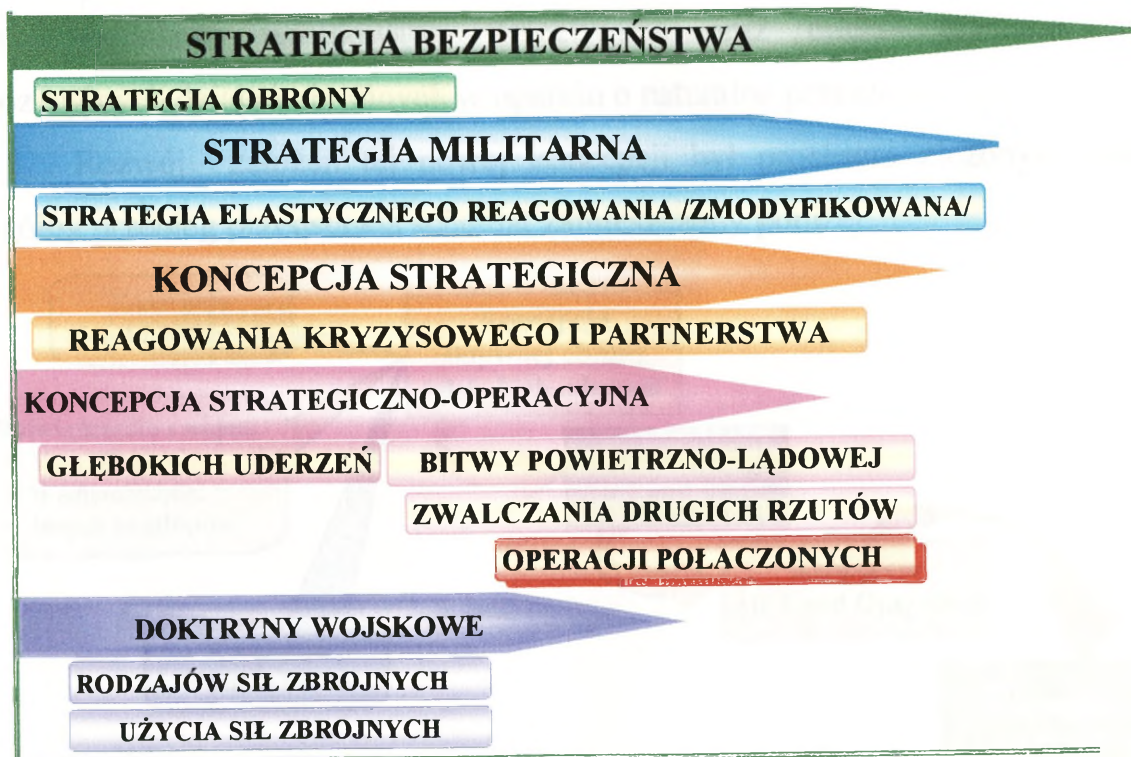 STRATEGIA BEZPIECZEŃSTWA
STRATEGIA OBRONY
STRATEGIA MILITARNA
STRATEGIA ELASTYCZNEGO REAGOWANIA /ZMODYFIKOWANA/
KONCEPCJA STRATEGICZNA
REAGOWANIA KRYZYSOWEGO I PARTNERSTWA
KONCEPCJA STRATEGICZNO-OPERACYJNA
GŁĘBOKICH UDERZEŃ BITWY POWIETRZNO-LĄDOWEJ
ZWALCZANIA DRUGICH RZUTÓW
OPERACJI POŁACZONYCH
DOKTRYNY WOJSKOWE
RODZAJÓW SIŁ ZBROJNYCH
UŻYCIA SIŁ ZBROJNYCH